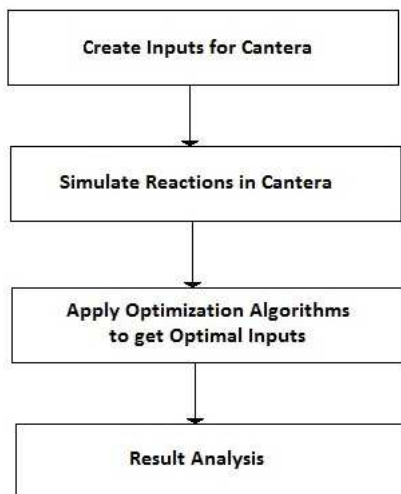 Create Inputs for Cantera
Simulate Reactions in Cantera
Apply Optimization Algorithms
to get Optimal Inputs
Result Analysis